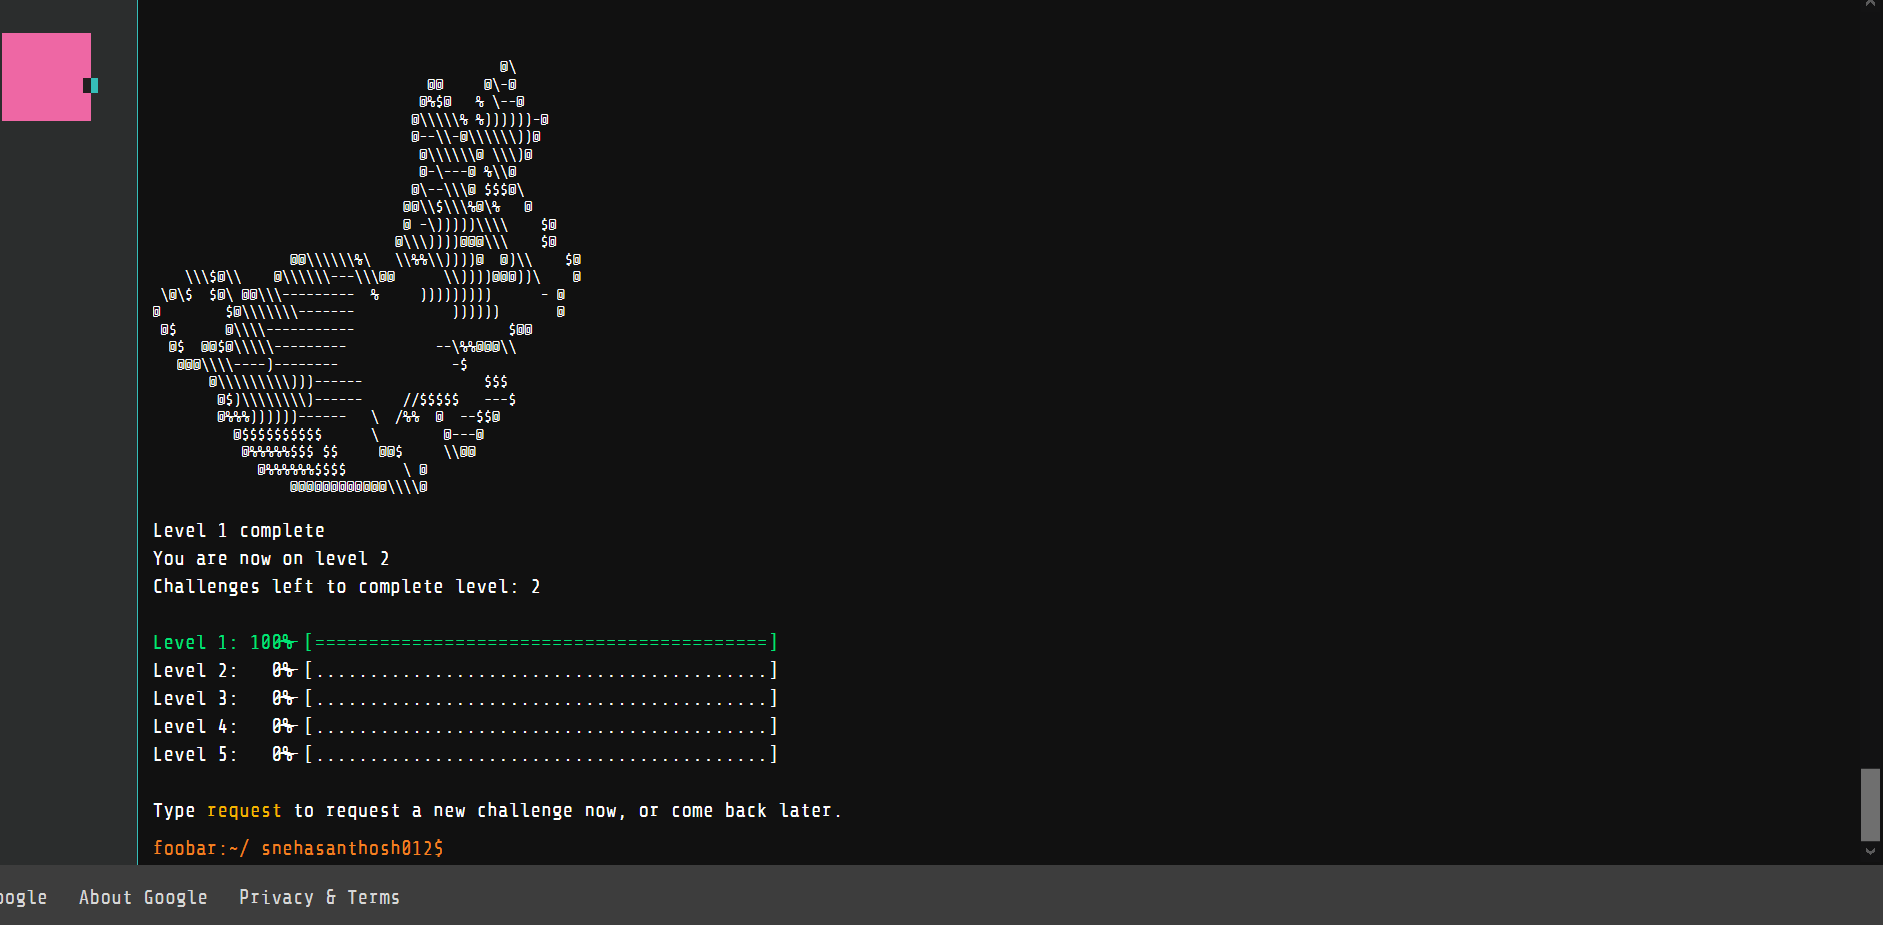 Level 1 complete
You are now on level 2
Challenges left to complete level: 2
Level 1: 100% [==========================================]
Level 2:   0% [..........................................]
Level 3:   0% [..........................................]
Level 4:   0% [..........................................]
Level 5:   0% [..........................................]
Type request to request a new challenge now, or come back later.
foobar:~/ snehasanthosh012$
oogle About Google Privacy & Terms